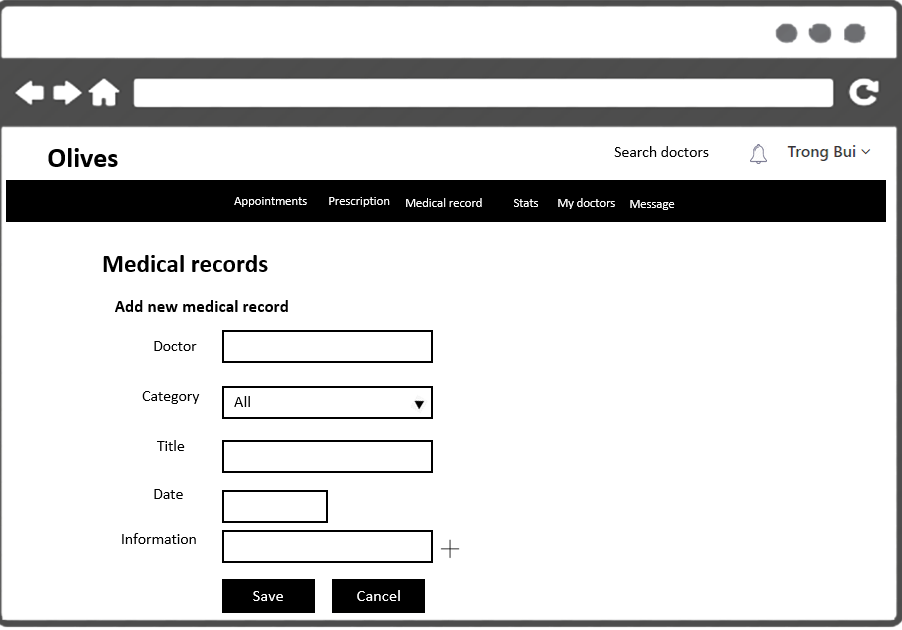 Olives
Search doctors
Trong Bui
Appointments Prescription Medical record Stats My doctors Message
Medical records
Add new medical record
Doctor
Category All
Title
Date
Information
Save Cancel